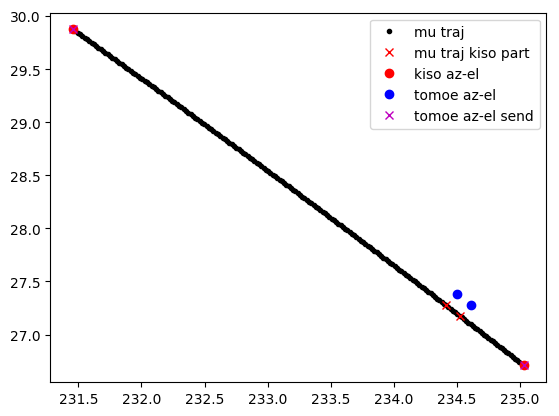 30.0
29.5
29.0
28.5
28.0
27.5
27.0
231.5 232.0 232.5 233.0 233.5 234.0 234.5 235.0
mu traj
mu traj kiso part
kiso az-el
tomoe az-el
tomoe az-el send